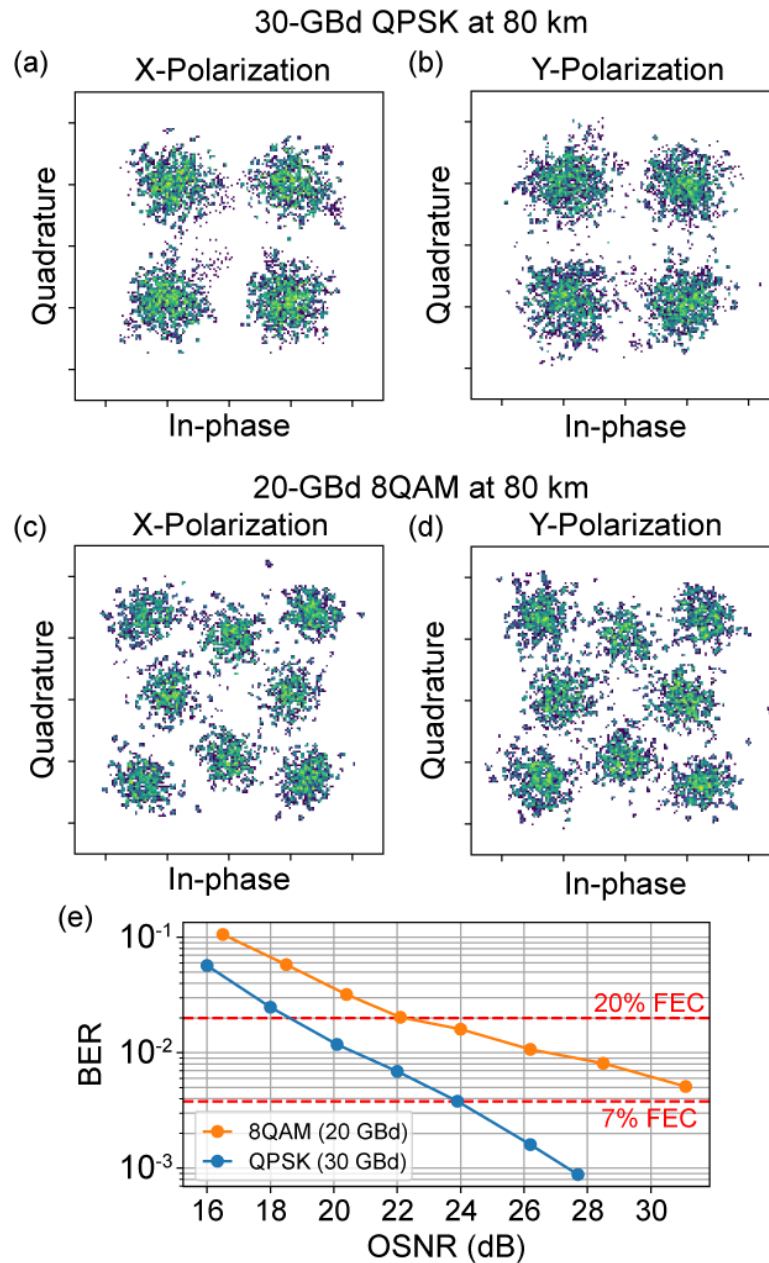 30-GBd QPSK at 80 km
(a)
X-Polarization
Quadrature
In-phase
(b)
Y-Polarization
Quadrature
In-phase
20-GBd 8QAM at 80 km
(c)
X-Polarization
Quadrature
In-phase
(d)
Y-Polarization
Quadrature
In-phase
(e)
BER
10⁻¹
10⁻²
10⁻³
20% FEC
7% FEC
8QAM (20 GBd)
QPSK (30 GBd)
16 18 20 22 24 26 28 30
OSNR (dB)